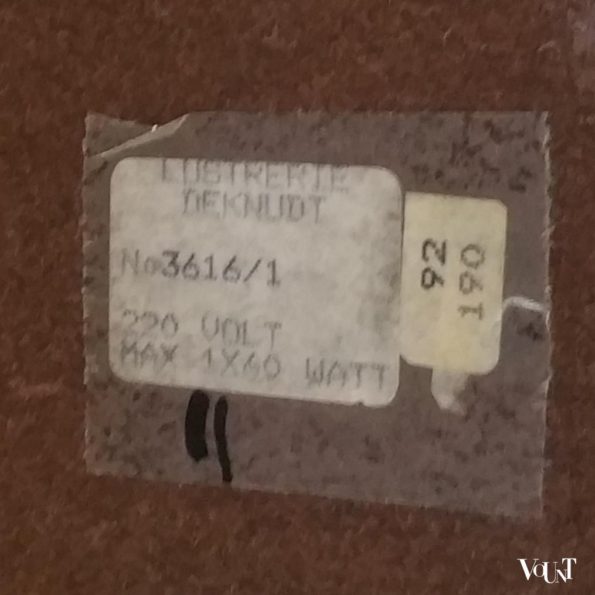 LUSTRERIE
DEKNUDT
No3616/1
220 VOLT
MAX 1X60 WATT
92
190
VOUNT